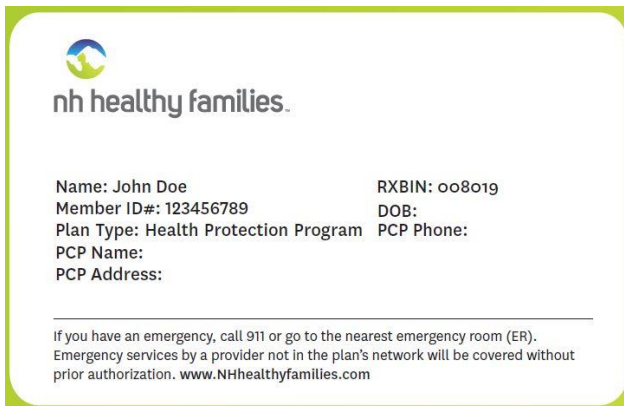 nh healthy families™
Name: John Doe
Member ID#: 123456789
Plan Type: Health Protection Program
PCP Name:
PCP Address:
RXBIN: 008019
DOB:
PCP Phone:
If you have an emergency, call 911 or go to the nearest emergency room (ER).
Emergency services by a provider not in the plan's network will be covered without
prior authorization. www.NHhealthyfamilies.com